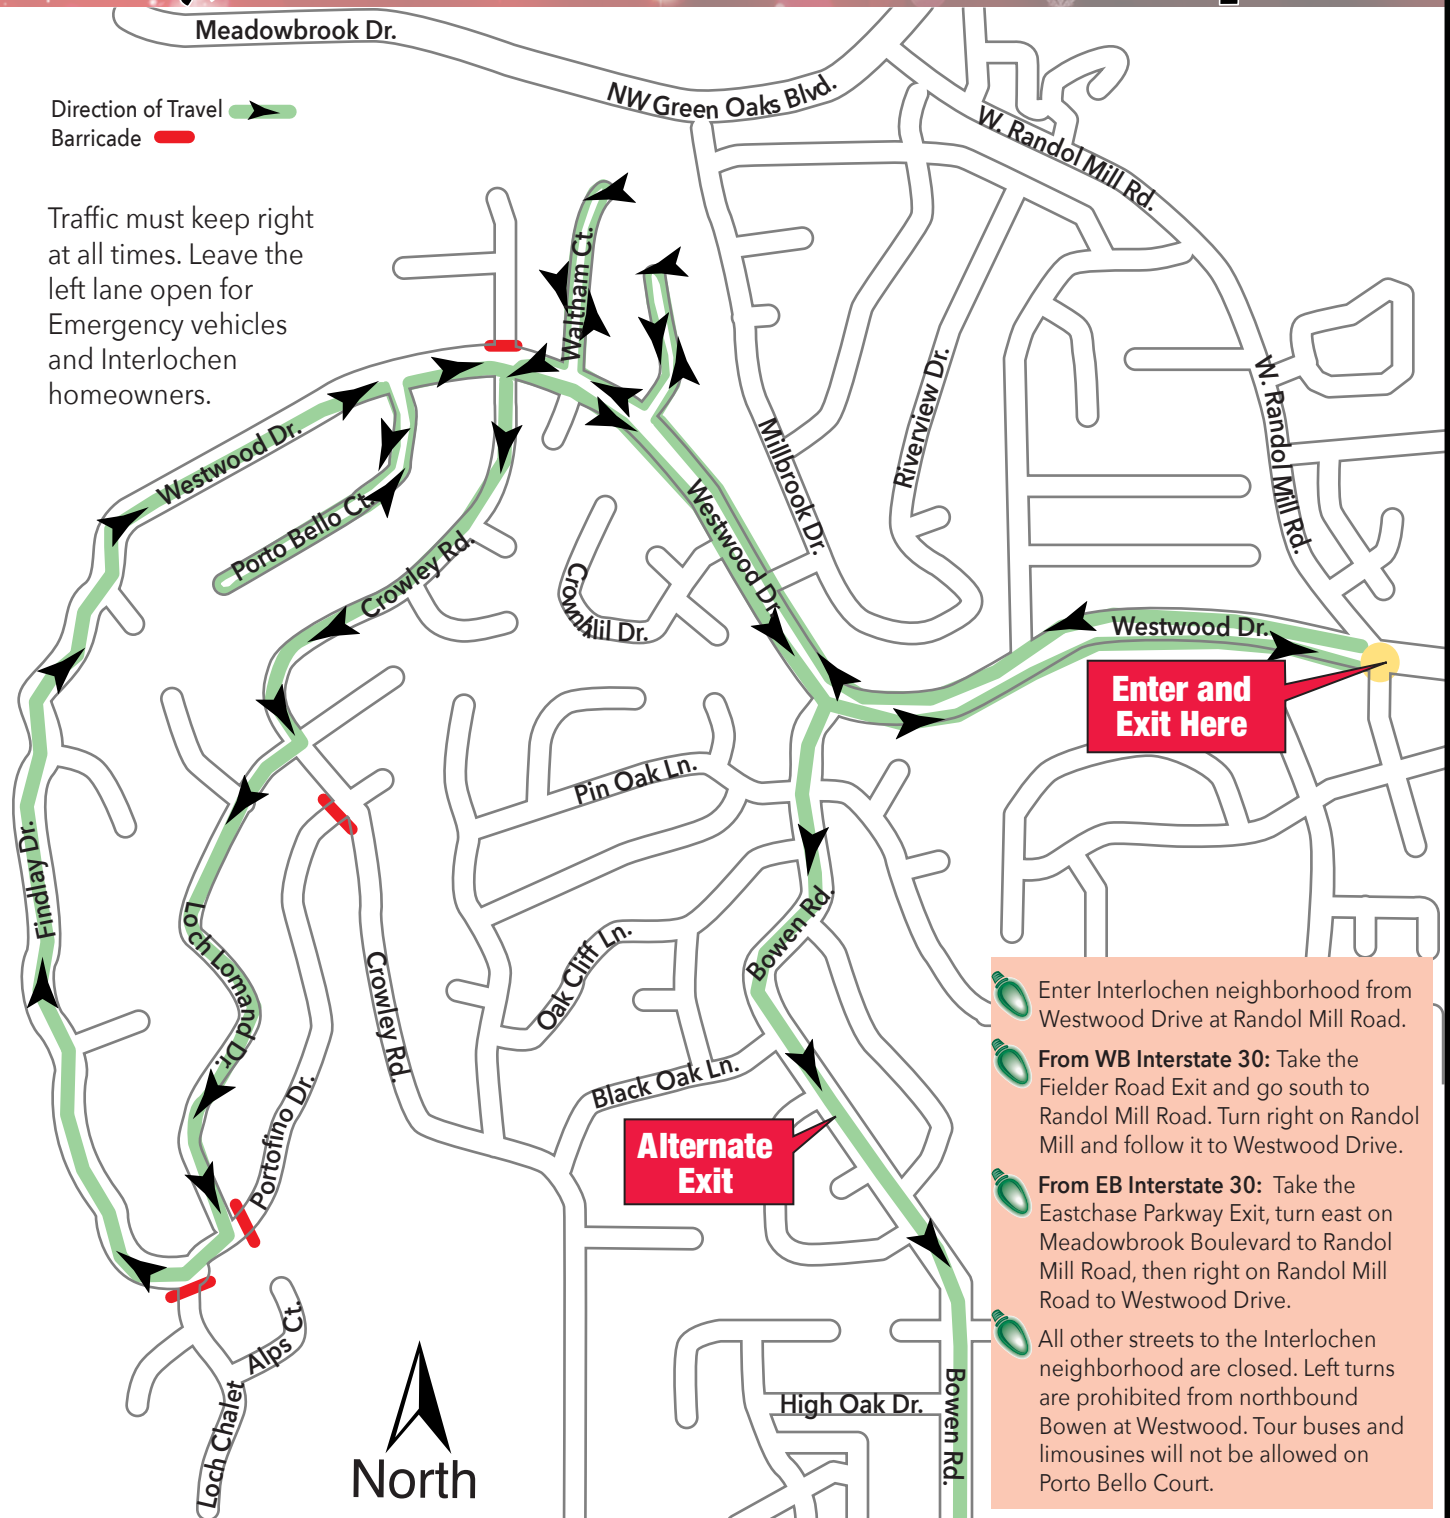 Meadowbrook Dr.
NW Green Oaks Blvd.
Direction of Travel
Barricade
W. Randol Mill Rd.
Traffic must keep right
at all times. Leave the
left lane open for
Emergency vehicles
and Interlochen
homeowners.
Waltham Ct.
Riverview Dr.
W. Randol Mill Rd.
Westwood Dr.
Millbrook Dr.
Porto Bello Ct.
Westwood Dr.
Crowley Rd.
Crownhlil Dr.
Westwood Dr.
Enter and
Exit Here
Pin Oak Ln.
Findlay Dr.
Bowen Rd.
Loch Lomand Dr.
Oak Cliff Ln.
Crowley Rd.
Black Oak Ln.
Portofino Dr.
Alternate
Exit
Enter Interlochen neighborhood from
Westwood Drive at Randol Mill Road.
From WB Interstate 30: Take the
Fielder Road Exit and go south to
Randol Mill Road. Turn right on Randol
Mill and follow it to Westwood Drive.
From EB Interstate 30: Take the
Eastchase Parkway Exit, turn east on
Meadowbrook Boulevard to Randol
Mill Road, then right on Randol Mill
Road to Westwood Drive.
All other streets to the Interlochen
neighborhood are closed. Left turns
are prohibited from northbound
Bowen at Westwood. Tour buses and
limousines will not be allowed on
Porto Bello Court.
Alps Ct.
Loch Chalet
High Oak Dr.
Bowen Rd.
North